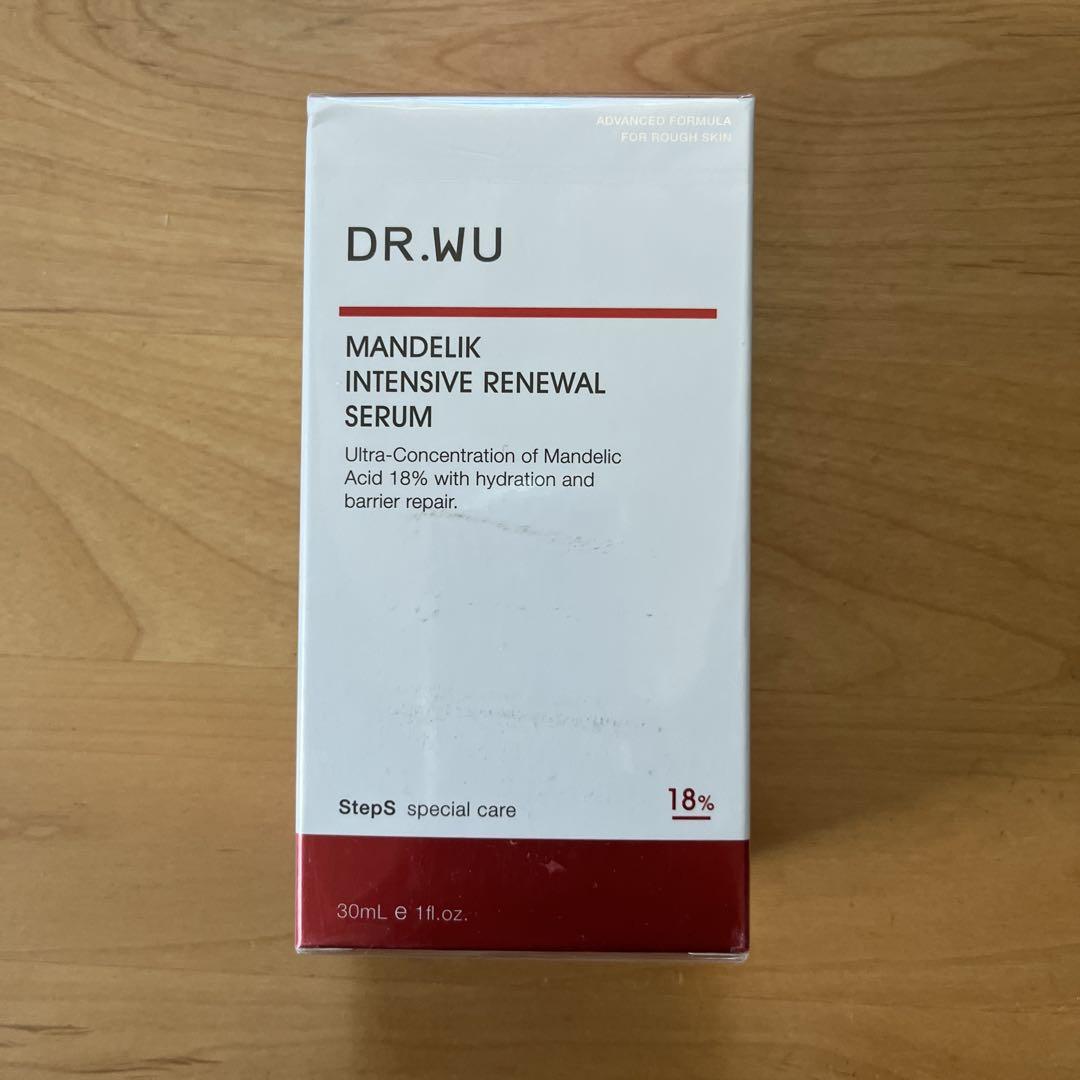 ADVANCED FORMULA
FOR ROUGH SKIN
DR.WU
MANDELIK
INTENSIVE RENEWAL
SERUM
Ultra-Concentration of Mandelic
Acid 18% with hydration and
barrier repair.
StepS special care
18%
30mL e 1fl.oz.